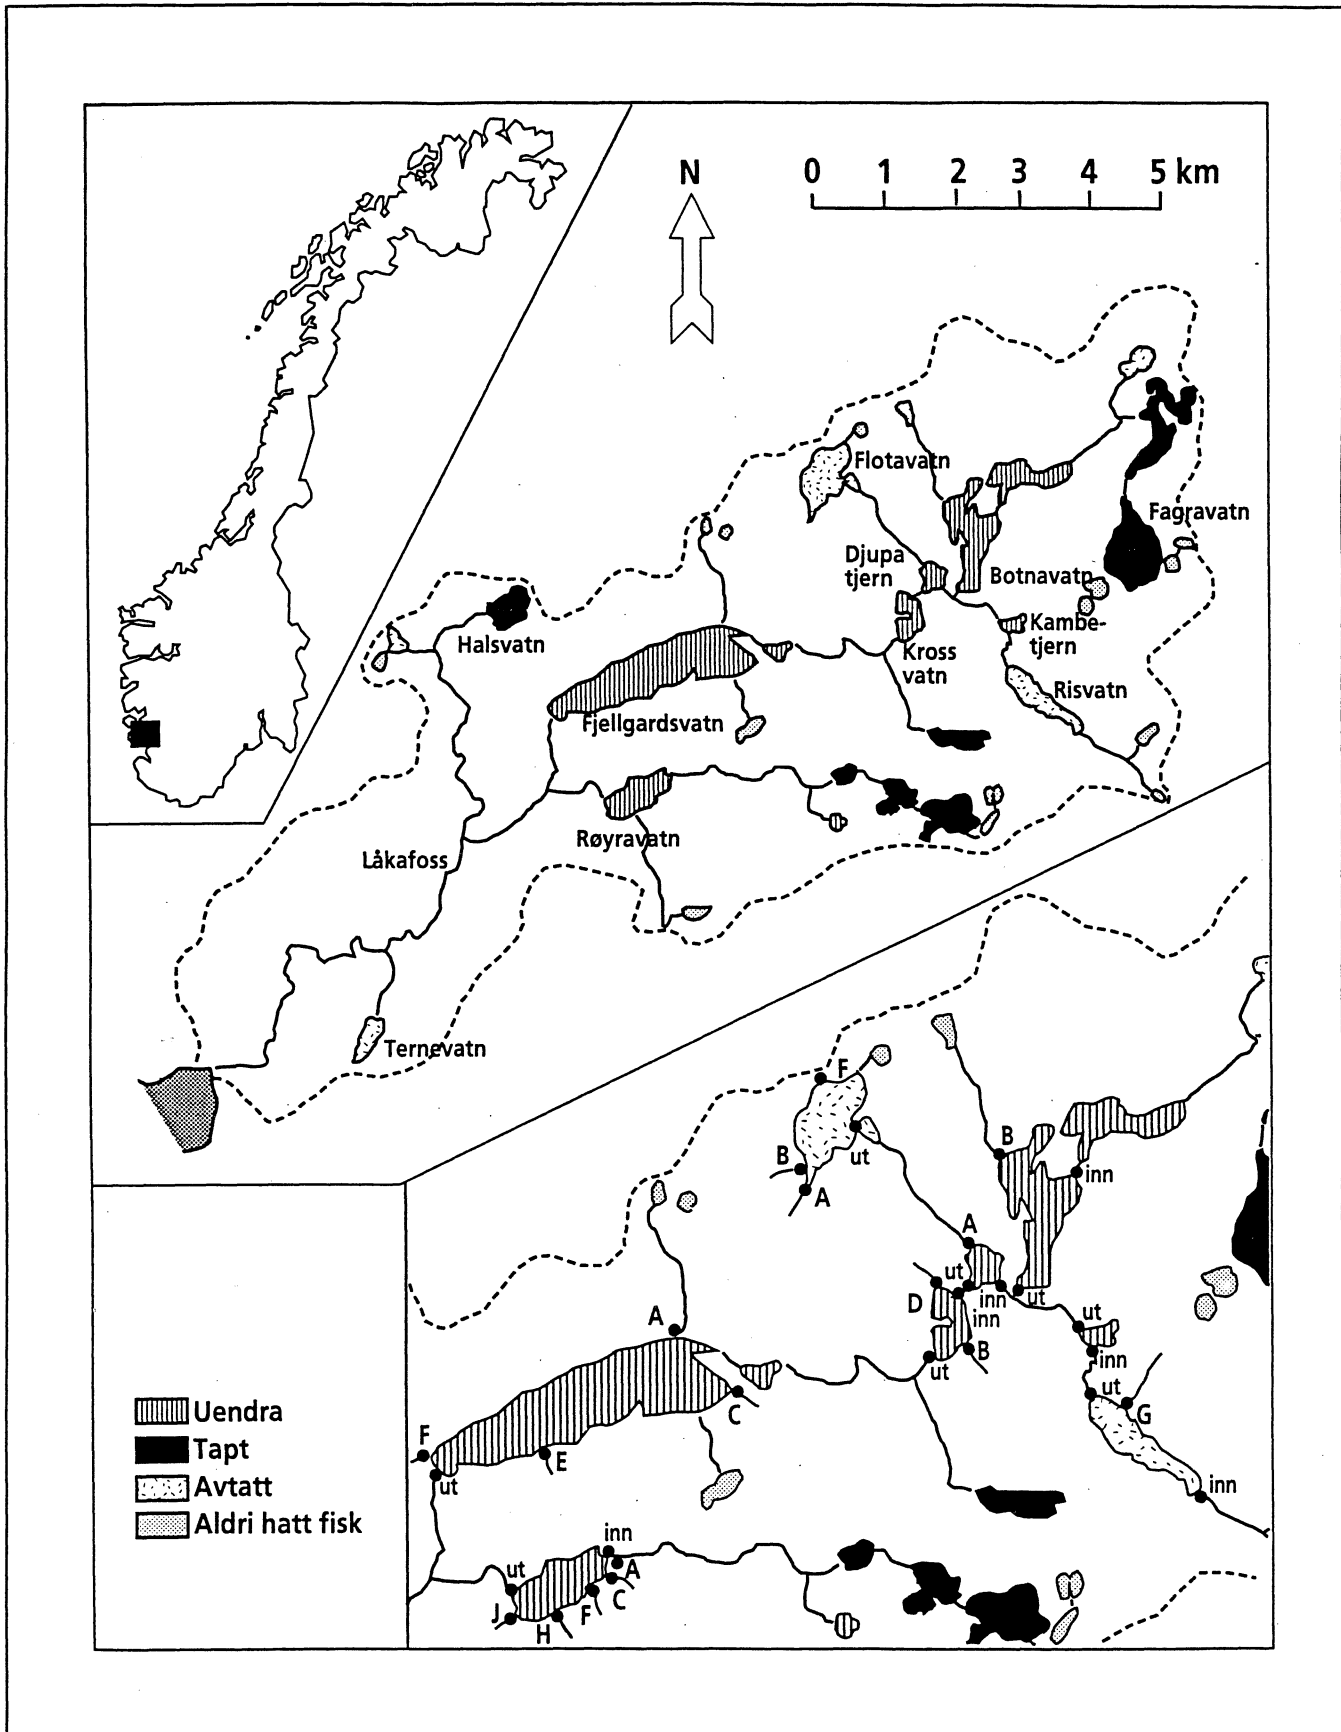 N
0 1 2 3 4 5 km
Flotavatn
Fagravatn
Djupa
tjern
Botnavatn
Kambe-
tjern
Halsvatn
Kross
vatn
Risvatn
Fjellgardsvatn
Røyravatn
Låkafoss
Ternevatn
F
B
ut
B
inn
A
A
ut
inn
ut
D
inn
ut
A
B
inn
ut
ut
C
G
F
E
inn
ut
inn
ut
A
C
J
F
H
Uendra
Tapt
Avtatt
Aldri hatt fisk